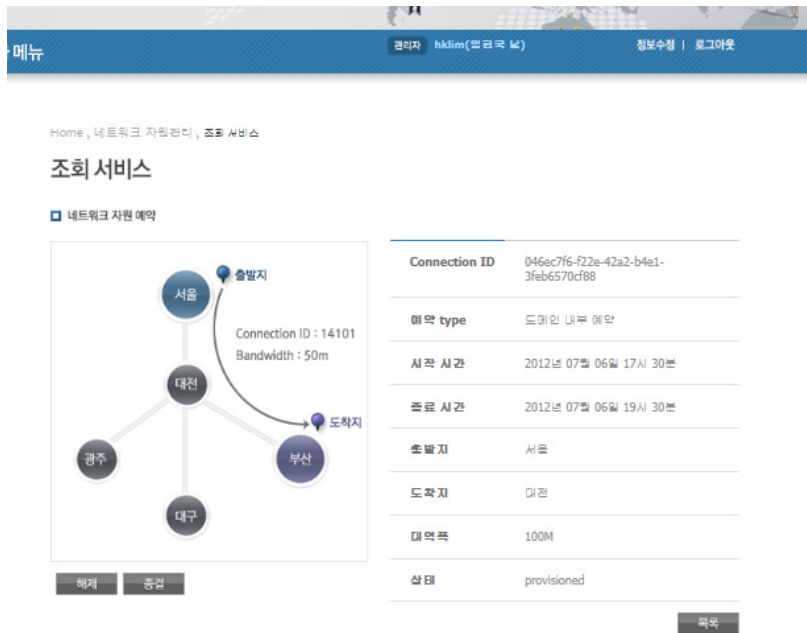 메뉴
관리자 hklim(임리국 님)
정보수정 | 로그아웃
Home , 네트워크 자원관리 , 조회 서비스
조회 서비스
네트워크 자원 예약
출발지
서울
Connection ID : 14101
Bandwidth : 50m
대전
도착지
광주
부산
대구
해제
종결
Connection ID
046ec7f6-f22e-42a2-b4e1-
3feb6570cf88
예약 type
도메인 내부 예약
시작 시간
2012년 07월 06일 17시 30분
종료 시간
2012년 07월 06일 19시 30분
출발지
서울
도착지
대전
대역폭
100M
상태
provisioned
목록